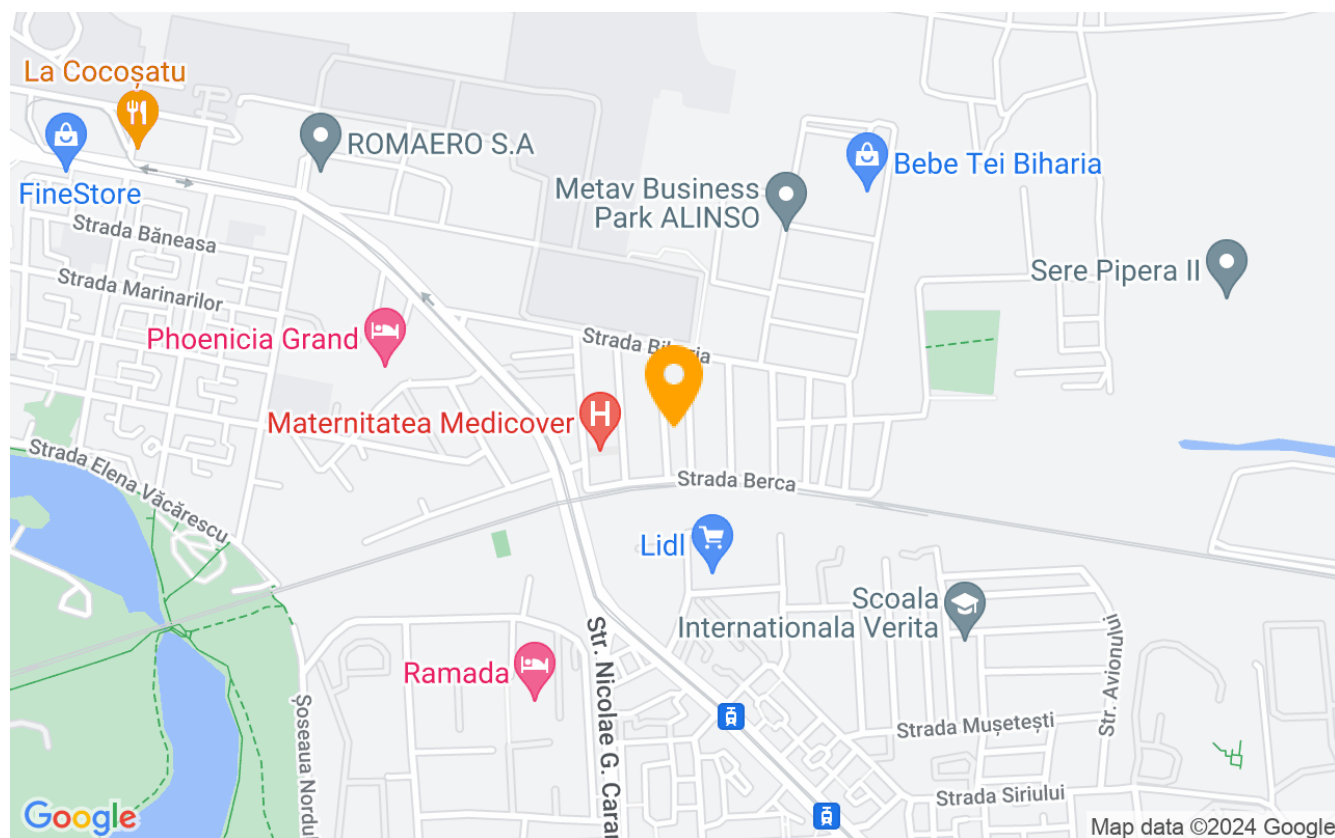 La Cocoșatu
ROMAERO S.A
FineStore
Bebe Tei Biharia
Metav Business
Park ALINSO
Strada Băneasa
Sere Pipera II
Strada Marinarilor
Phoenicia Grand
Strada Biharia
Maternitatea Medicover
H
Strada Elena Văcărescu
Strada Berca
Lidl
Scoala
Internationala Verita
Ramada
Str. Nicolae G. Caram
Șoseaua Nordulu
Str. Avionului
Strada Mușetești
Strada Siriului
Google
Map data ©2024 Google